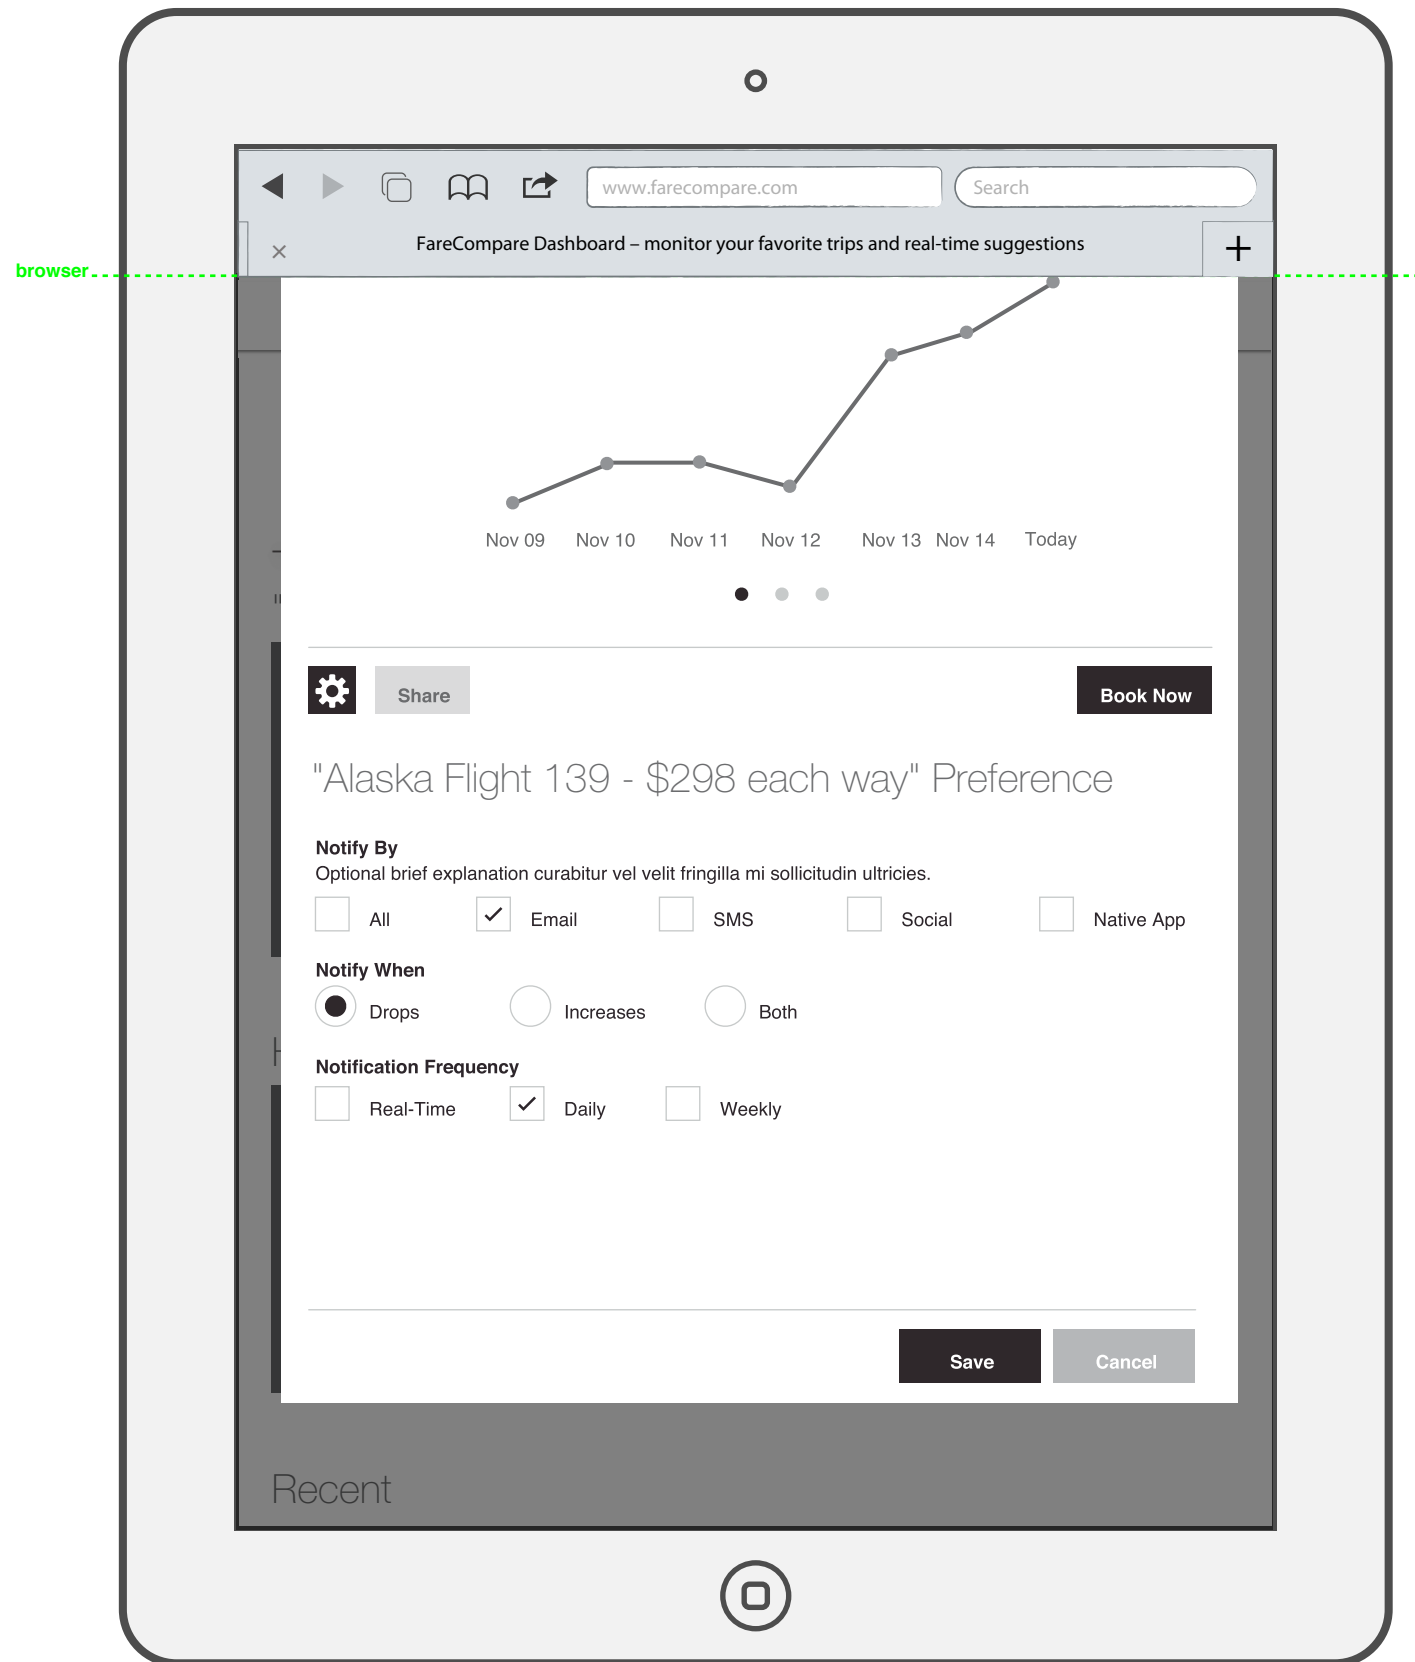 www.farecompare.com
Search
FareCompare Dashboard – monitor your favorite trips and real-time suggestions
browser
Nov 09 Nov 10 Nov 11 Nov 12 Nov 13 Nov 14 Today
Share
Book Now
"Alaska Flight 139 - $298 each way" Preference
Notify By
Optional brief explanation curabitur vel velit fringilla mi sollicitudin ultricies.
All Email SMS Social Native App
Notify When
Drops Increases Both
Notification Frequency
Real-Time Daily Weekly
Save Cancel
Recent